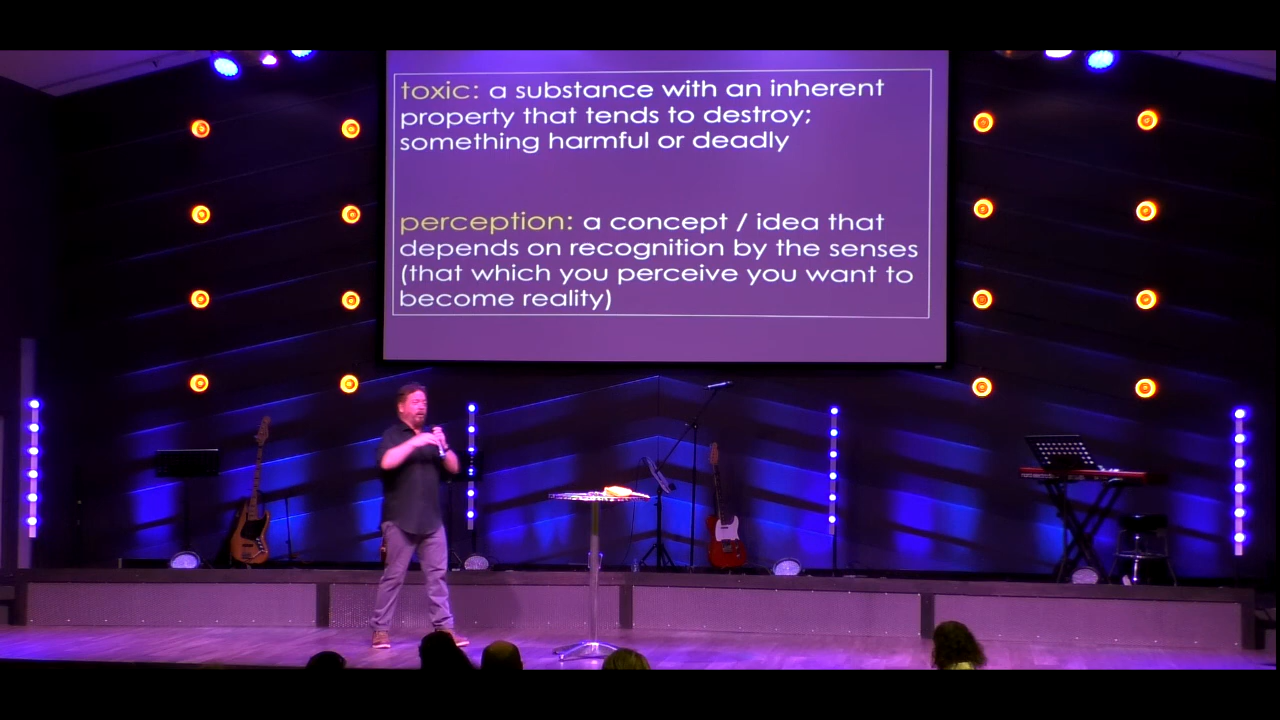 toxic: a substance with an inherent
property that tends to destroy;
something harmful or deadly
perception: a concept / idea that
depends on recognition by the senses
(that which you perceive you want to
become reality)